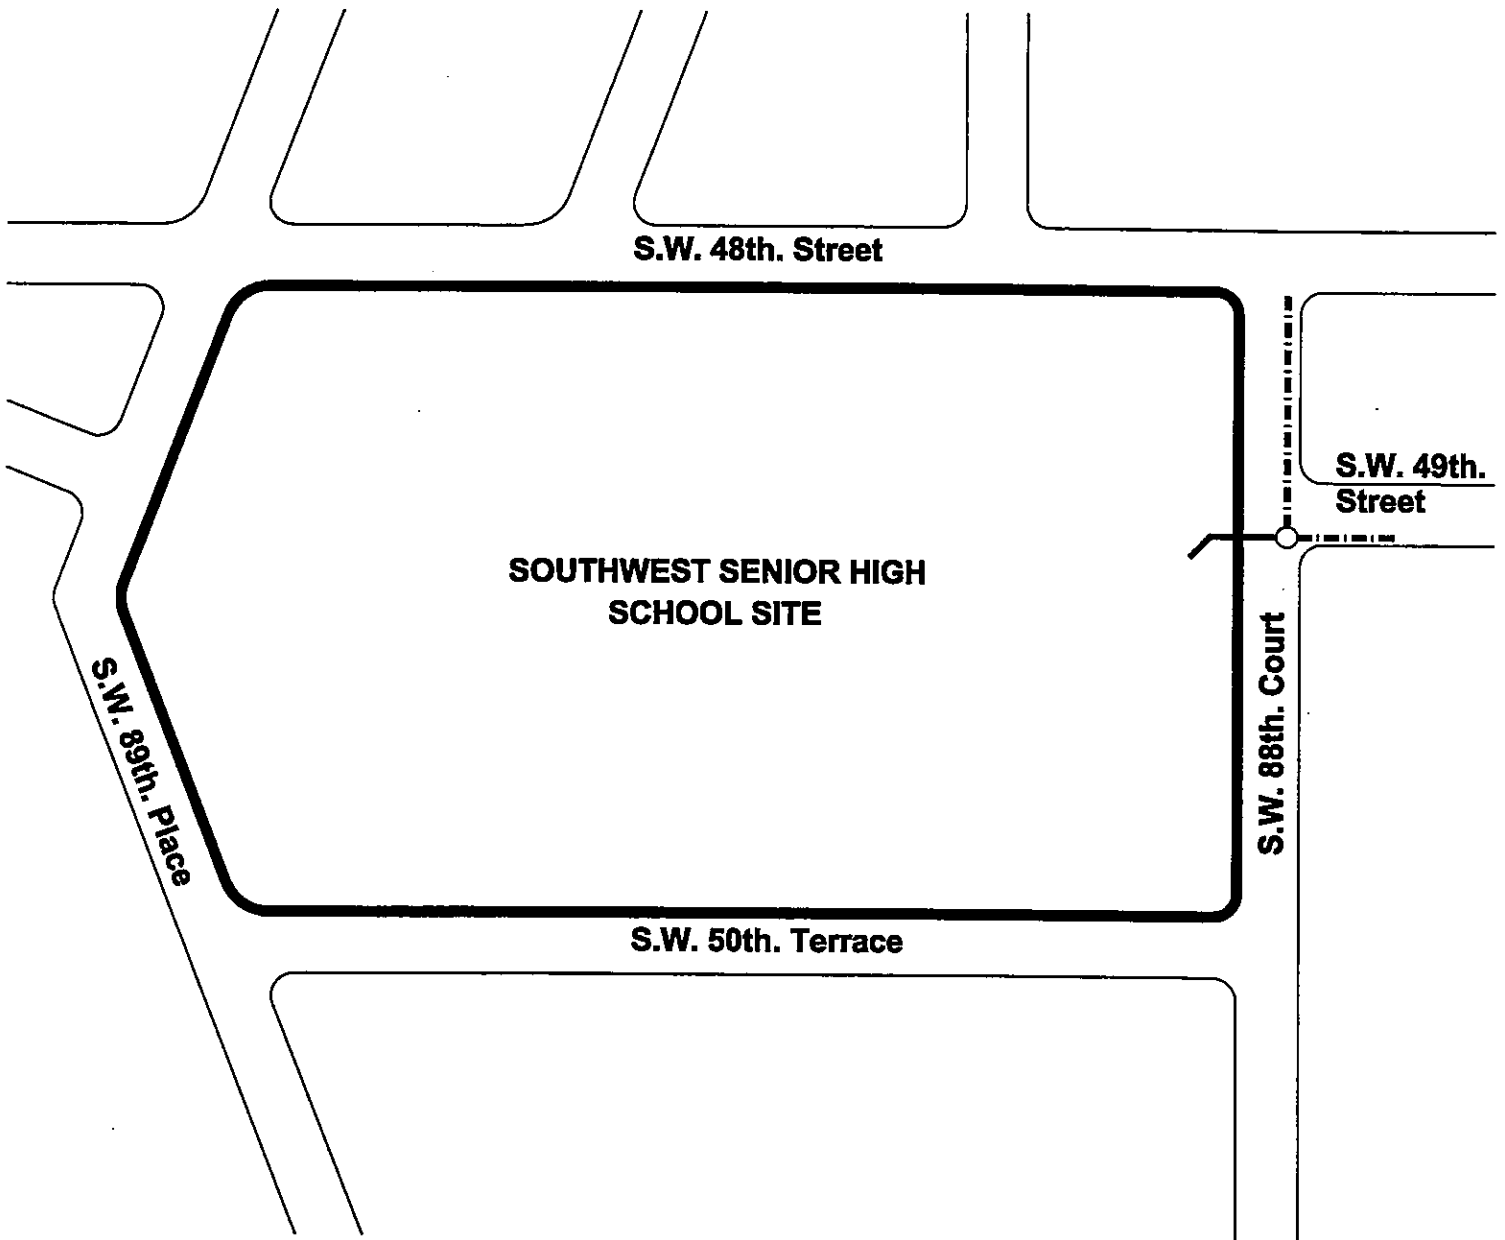 S.W. 48th. Street
S.W. 49th.
Street
SOUTHWEST SENIOR HIGH
SCHOOL SITE
S.W. 89th. Place
S.W. 88th. Court
S.W. 50th. Terrace